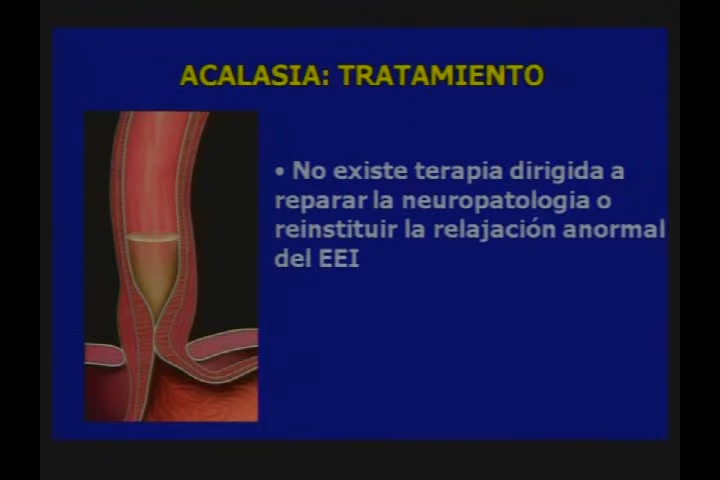 ACALASIA: TRATAMIENTO
• No existe terapia dirigida a
reparar la neuropatologia o
reinstituir la relajación anormal
del EEI